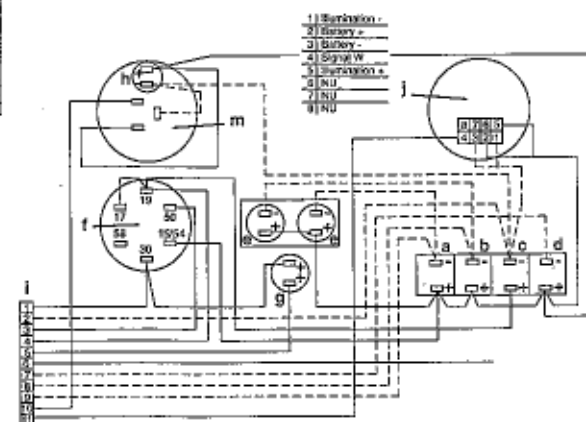 1 Illumination -
2 Battery +
3 Battery -
4 Signal W
5 Illumination +
6 NU
7 NU
8 NU
h
j
m
8 7 6 5
4 3 2 1
19
f
17
50
58
15/54
30
- -
+ +
e e
a b c d
- - - -
+ + + +
+
g
i
1
2
3
4
5
6
7
8
9
10
11